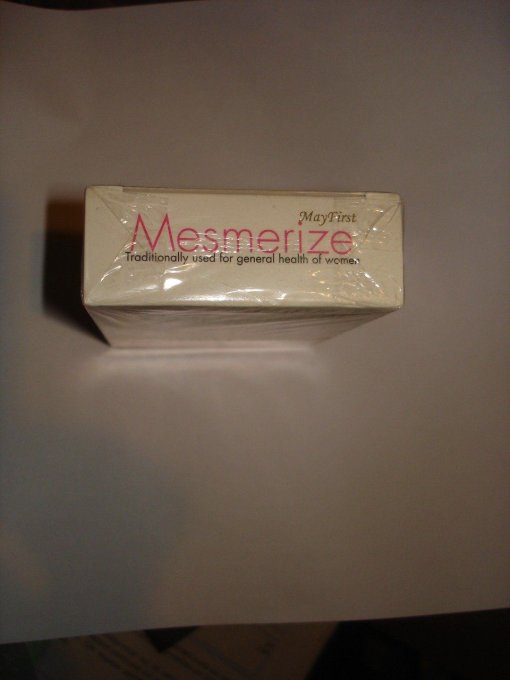 MayFirst
Mesmerize
Traditionally used for general health of women